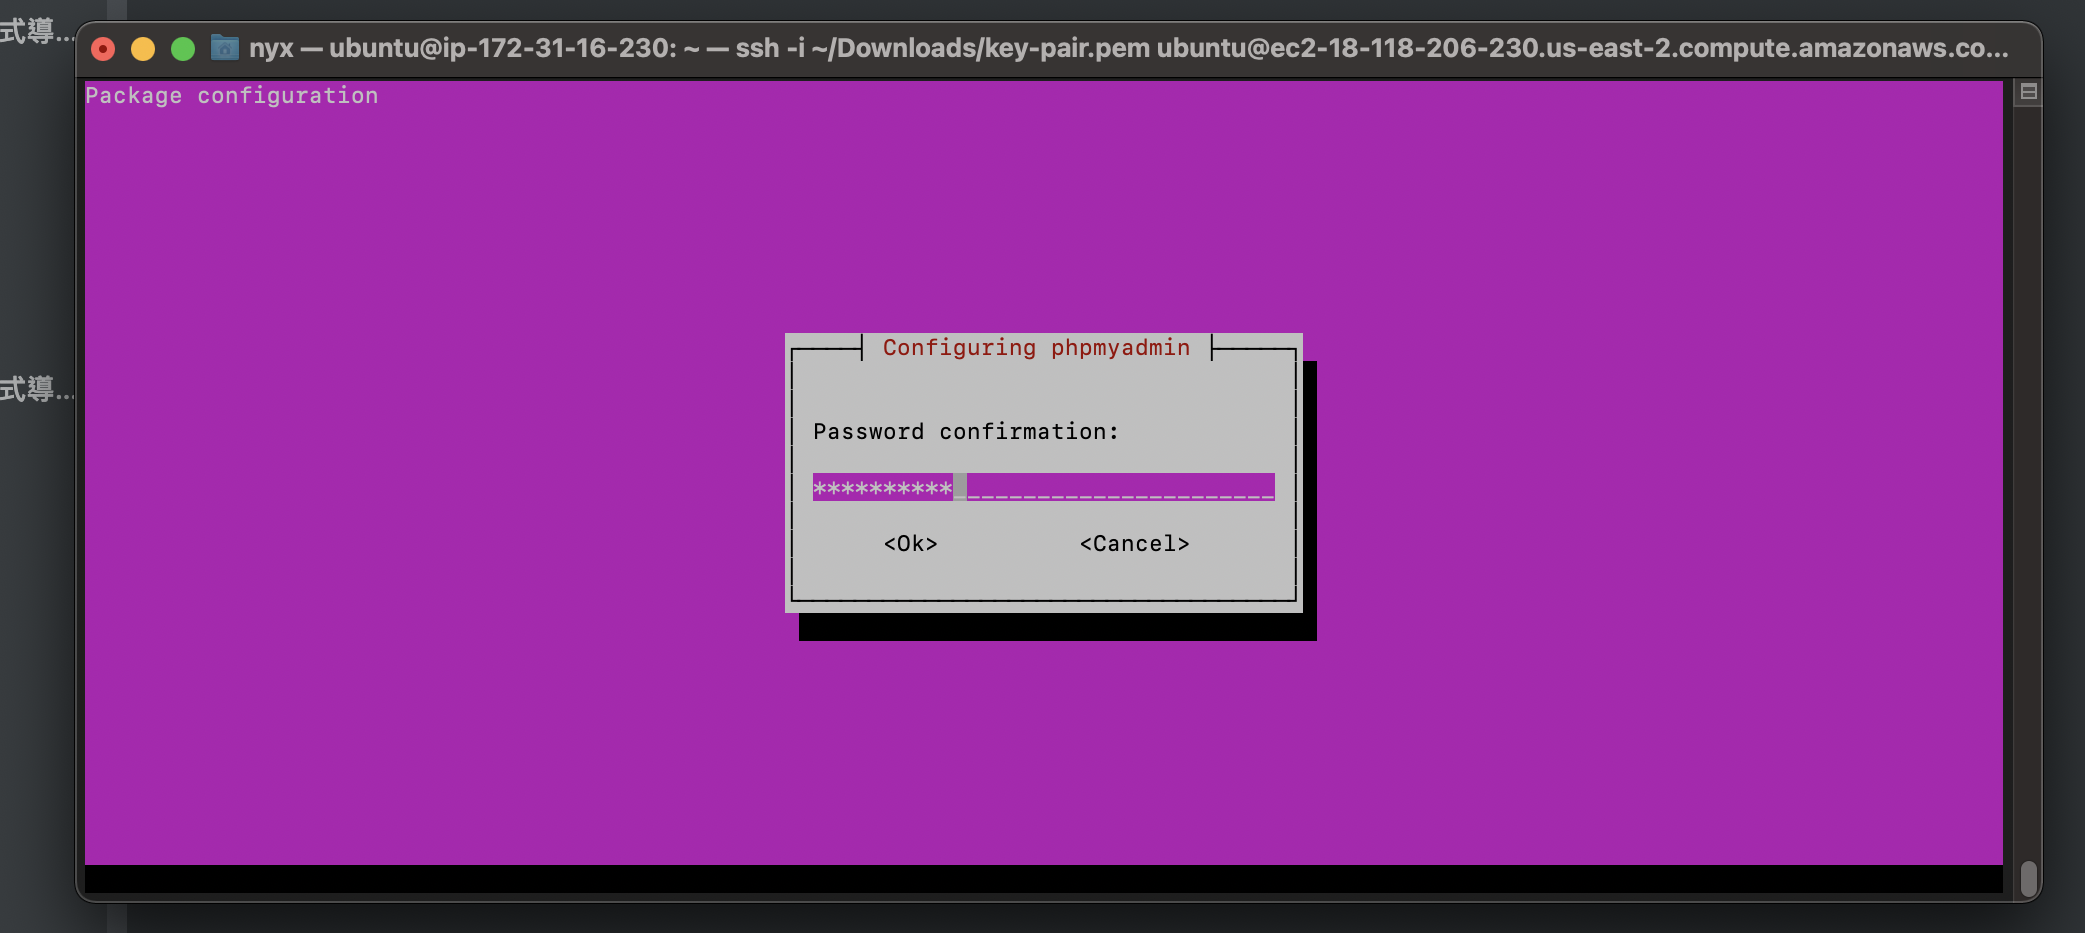 式導...
nyx — ubuntu@ip-172-31-16-230: ~ — ssh -i ~/Downloads/key-pair.pem ubuntu@ec2-18-118-206-230.us-east-2.compute.amazonaws.co...
Package configuration
Configuring phpmyadmin
式導...
Password confirmation:
**********_______________________
<Ok> <Cancel>